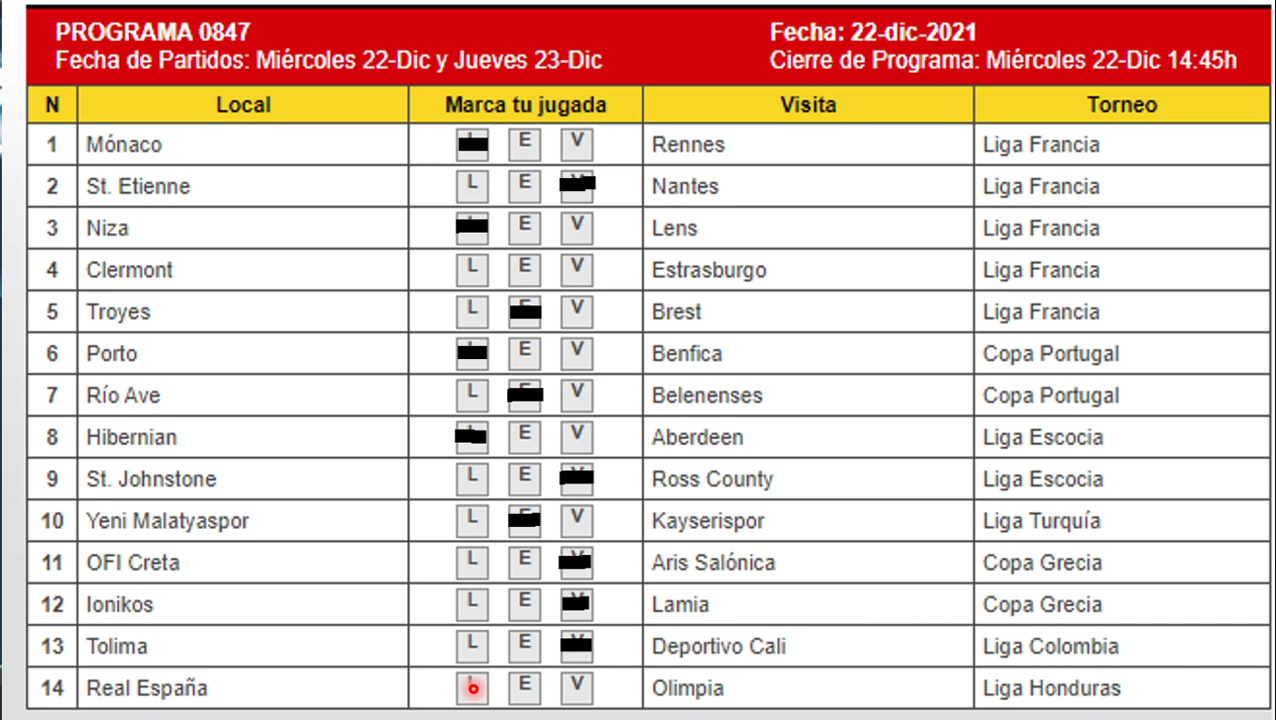 PROGRAMA 0847 Fecha: 22-dic-2021
Fecha de Partidos: Miércoles 22-Dic y Jueves 23-Dic Cierre de Programa: Miércoles 22-Dic 14:45h
N Local Marca tu jugada Visita Torneo
1 Mónaco E V Rennes Liga Francia
2 St. Etienne L E Nantes Liga Francia
3 Niza E V Lens Liga Francia
4 Clermont L E V Estrasburgo Liga Francia
5 Troyes L V Brest Liga Francia
6 Porto E V Benfica Copa Portugal
7 Río Ave L V Belenenses Copa Portugal
8 Hibernian E V Aberdeen Liga Escocia
9 St. Johnstone L E Ross County Liga Escocia
10 Yeni Malatyaspor L V Kayserispor Liga Turquía
11 OFI Creta L E Aris Salónica Copa Grecia
12 Ionikos L E Lamia Copa Grecia
13 Tolima L E Deportivo Cali Liga Colombia
14 Real España E V Olimpia Liga Honduras